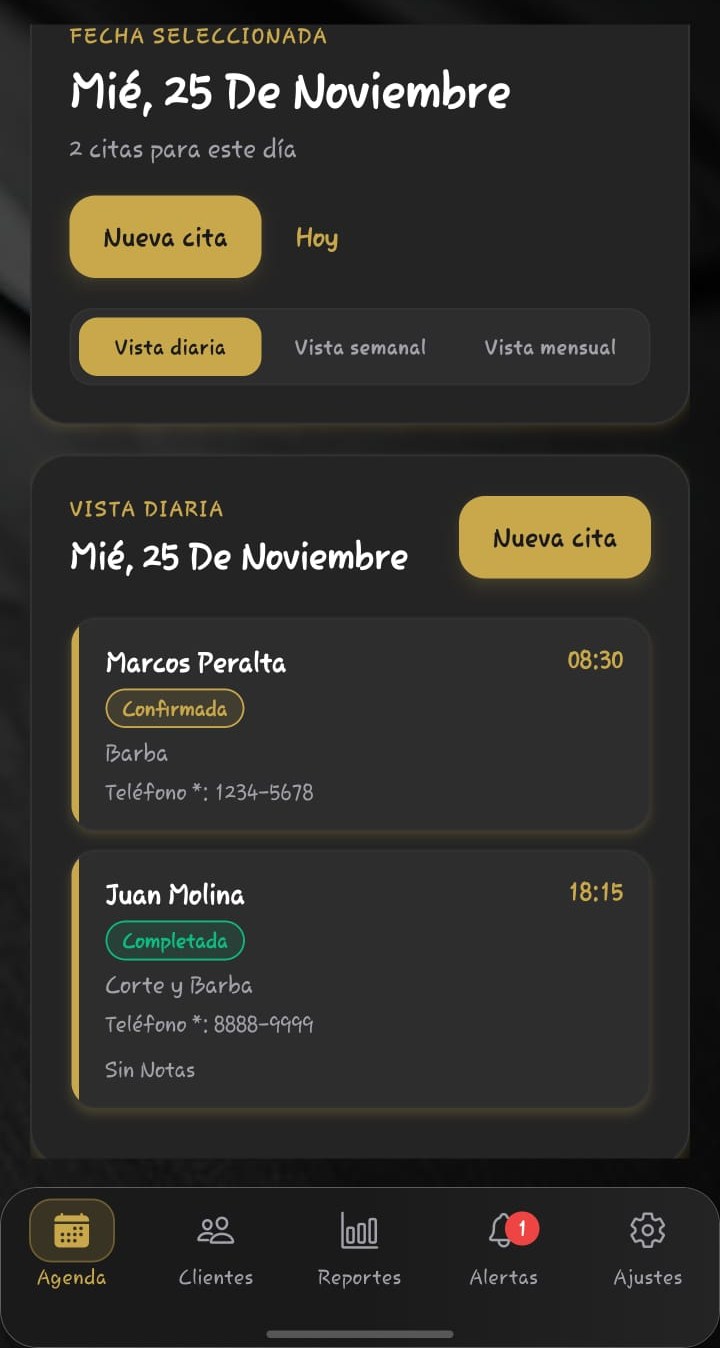 FECHA SELECCIONADA
Mié, 25 De Noviembre
2 citas para este día
Nueva cita
Hoy
Vista diaria
Vista semanal
Vista mensual
VISTA DIARIA
Mié, 25 De Noviembre
Nueva cita
Marcos Peralta
08:30
Confirmada
Barba
Teléfono *: 1234-5678
Juan Molina
18:15
Completada
Corte y Barba
Teléfono *: 8888-9999
Sin Notas
1
Agenda
Clientes
Reportes
Alertas
Ajustes